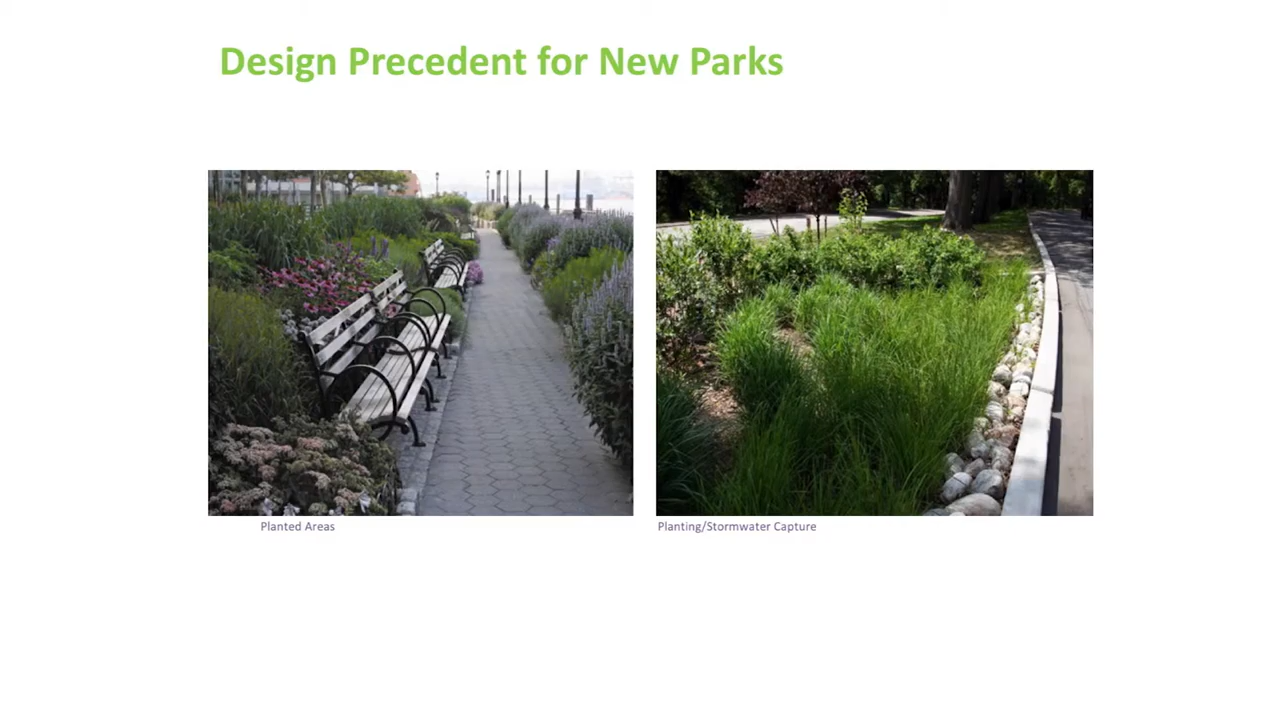 Design Precedent for New Parks
Planted Areas
Planting/Stormwater Capture